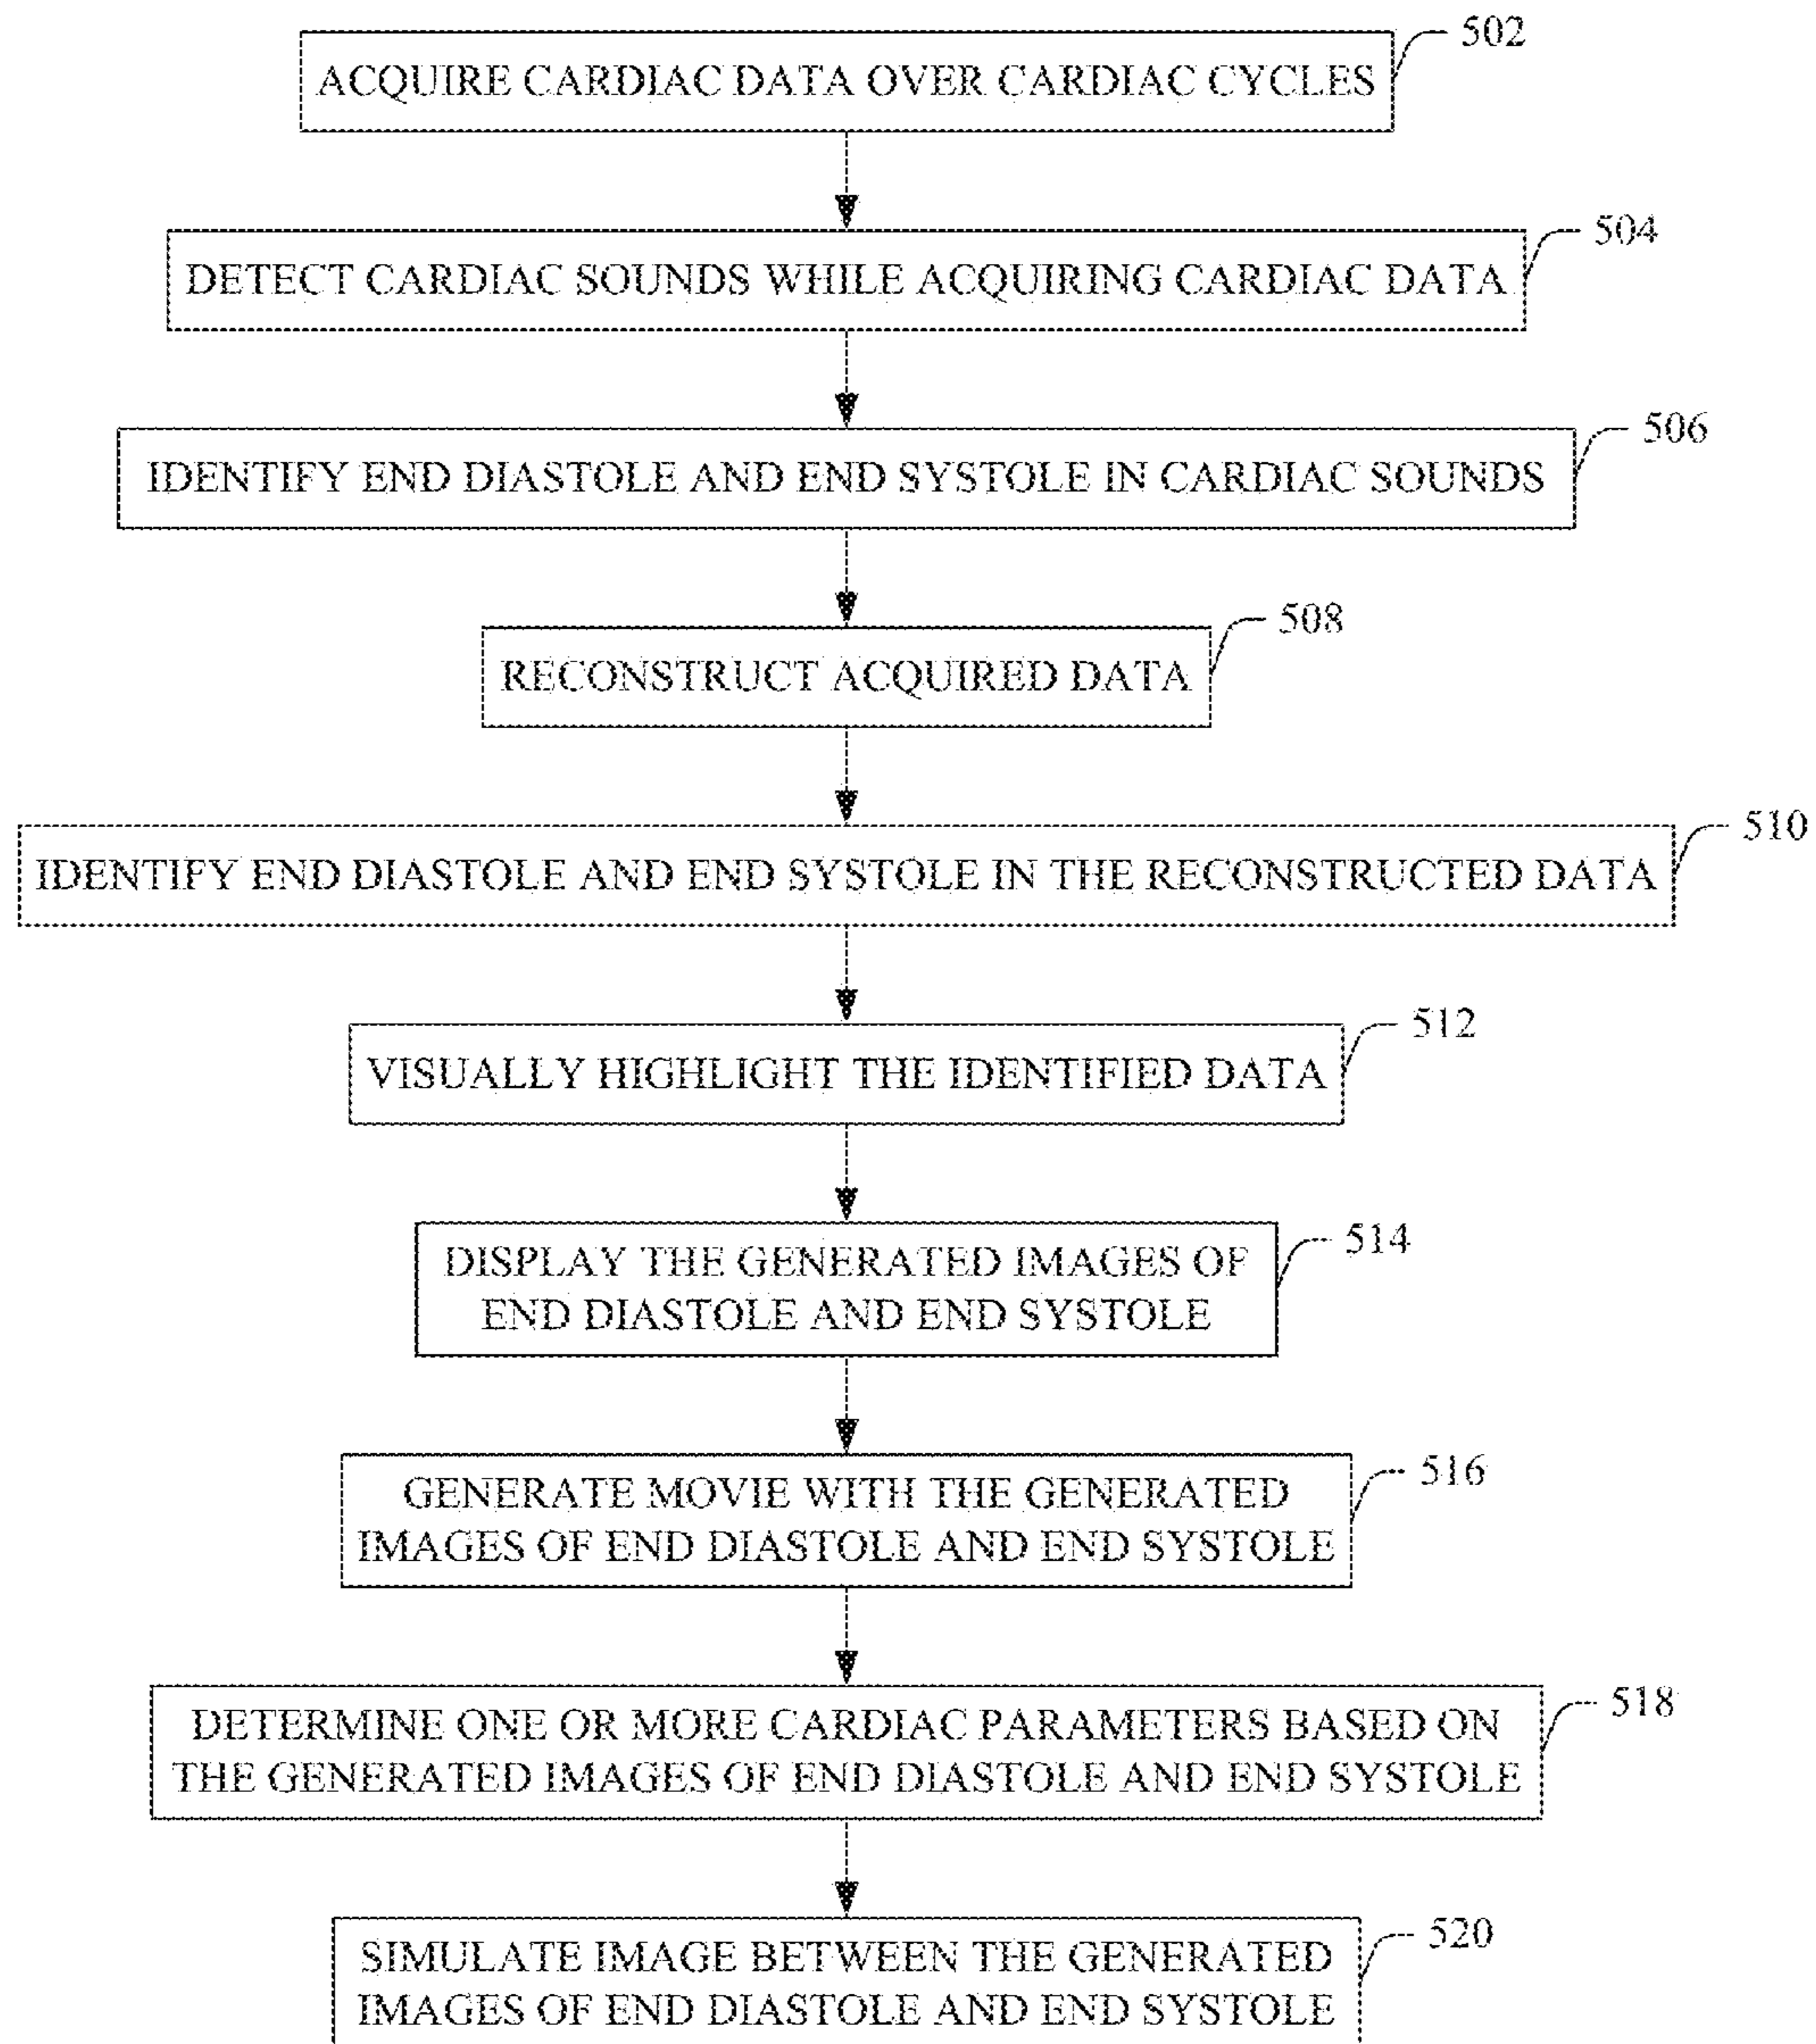 502
ACQUIRE CARDIAC DATA OVER CARDIAC CYCLES
504
DETECT CARDIAC SOUNDS WHILE ACQUIRING CARDIAC DATA
506
IDENTIFY END DIASTOLE AND END SYSTOLE IN CARDIAC SOUNDS
508
RECONSTRUCT ACQUIRED DATA
510
IDENTIFY END DIASTOLE AND END SYSTOLE IN THE RECONSTRUCTED DATA
512
VISUALLY HIGHLIGHT THE IDENTIFIED DATA
514
DISPLAY THE GENERATED IMAGES OF
END DIASTOLE AND END SYSTOLE
516
GENERATE MOVIE WITH THE GENERATED
IMAGES OF END DIASTOLE AND END SYSTOLE
518
DETERMINE ONE OR MORE CARDIAC PARAMETERS BASED ON
THE GENERATED IMAGES OF END DIASTOLE AND END SYSTOLE
520
SIMULATE IMAGE BETWEEN THE GENERATED
IMAGES OF END DIASTOLE AND END SYSTOLE